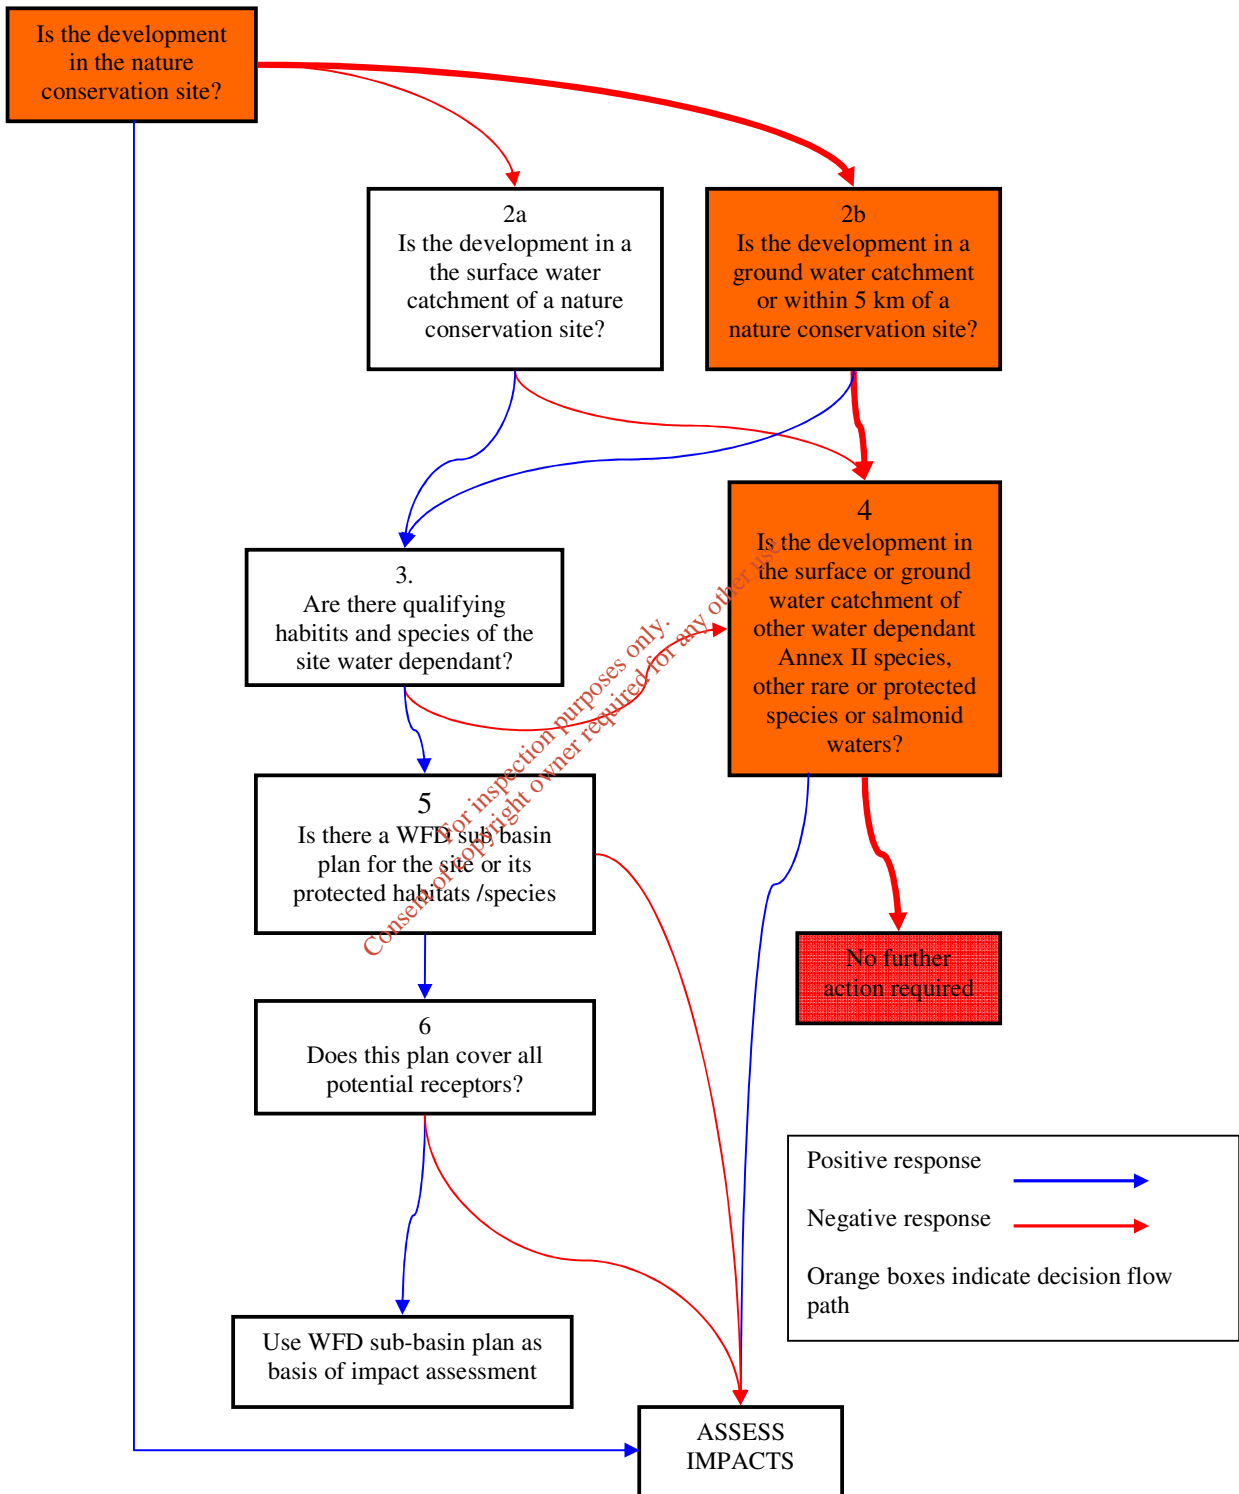 Is the development
in the nature
conservation site?
2a
Is the development in a
the surface water
catchment of a nature
conservation site?
2b
Is the development in a
ground water catchment
or within 5 km of a
nature conservation site?
3.
Are there qualifying
habitits and species of the
site water dependant?
4
Is the development in
the surface or ground
water catchment of
other water dependant
Annex II species,
other rare or protected
species or salmonid
waters?
5
Is there a WFD sub basin
plan for the site or its
protected habitats /species
For inspection purposes only.
Consent of copyright owner required for any other use.
No further
action required
6
Does this plan cover all
potential receptors?
Positive response
Negative response
Orange boxes indicate decision flow
path
Use WFD sub-basin plan as
basis of impact assessment
ASSESS
IMPACTS